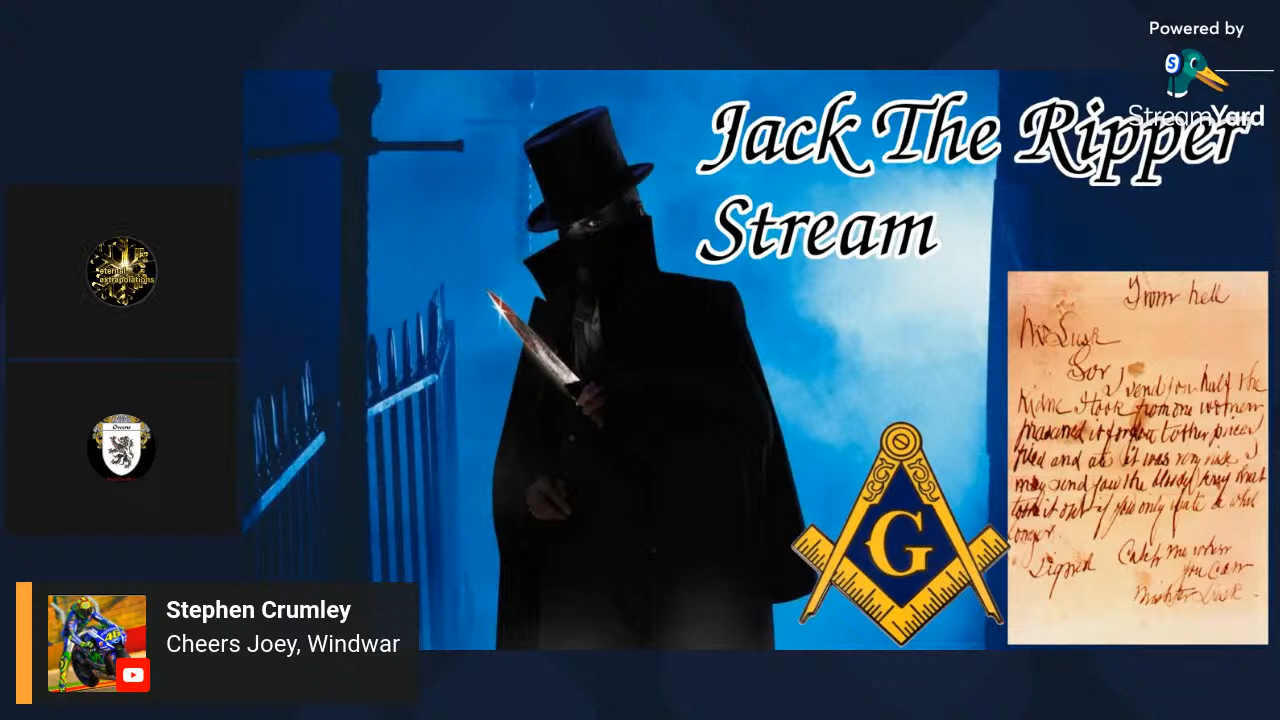 Powered by
StreamYard
Jack The Ripper
Stream
eternal
extrapolations
Owens
From hell
Mr Lusk
Sor
I send you half the
Kidne I took from one women
prasarved it for you tother piece I
fried and ate it was very nise I
may send you the bloody knif that
took it out if you only wate a whil
longer
signed
Catch me when
you can
Mishter Lusk
G
Stephen Crumley
Cheers Joey, Windwar